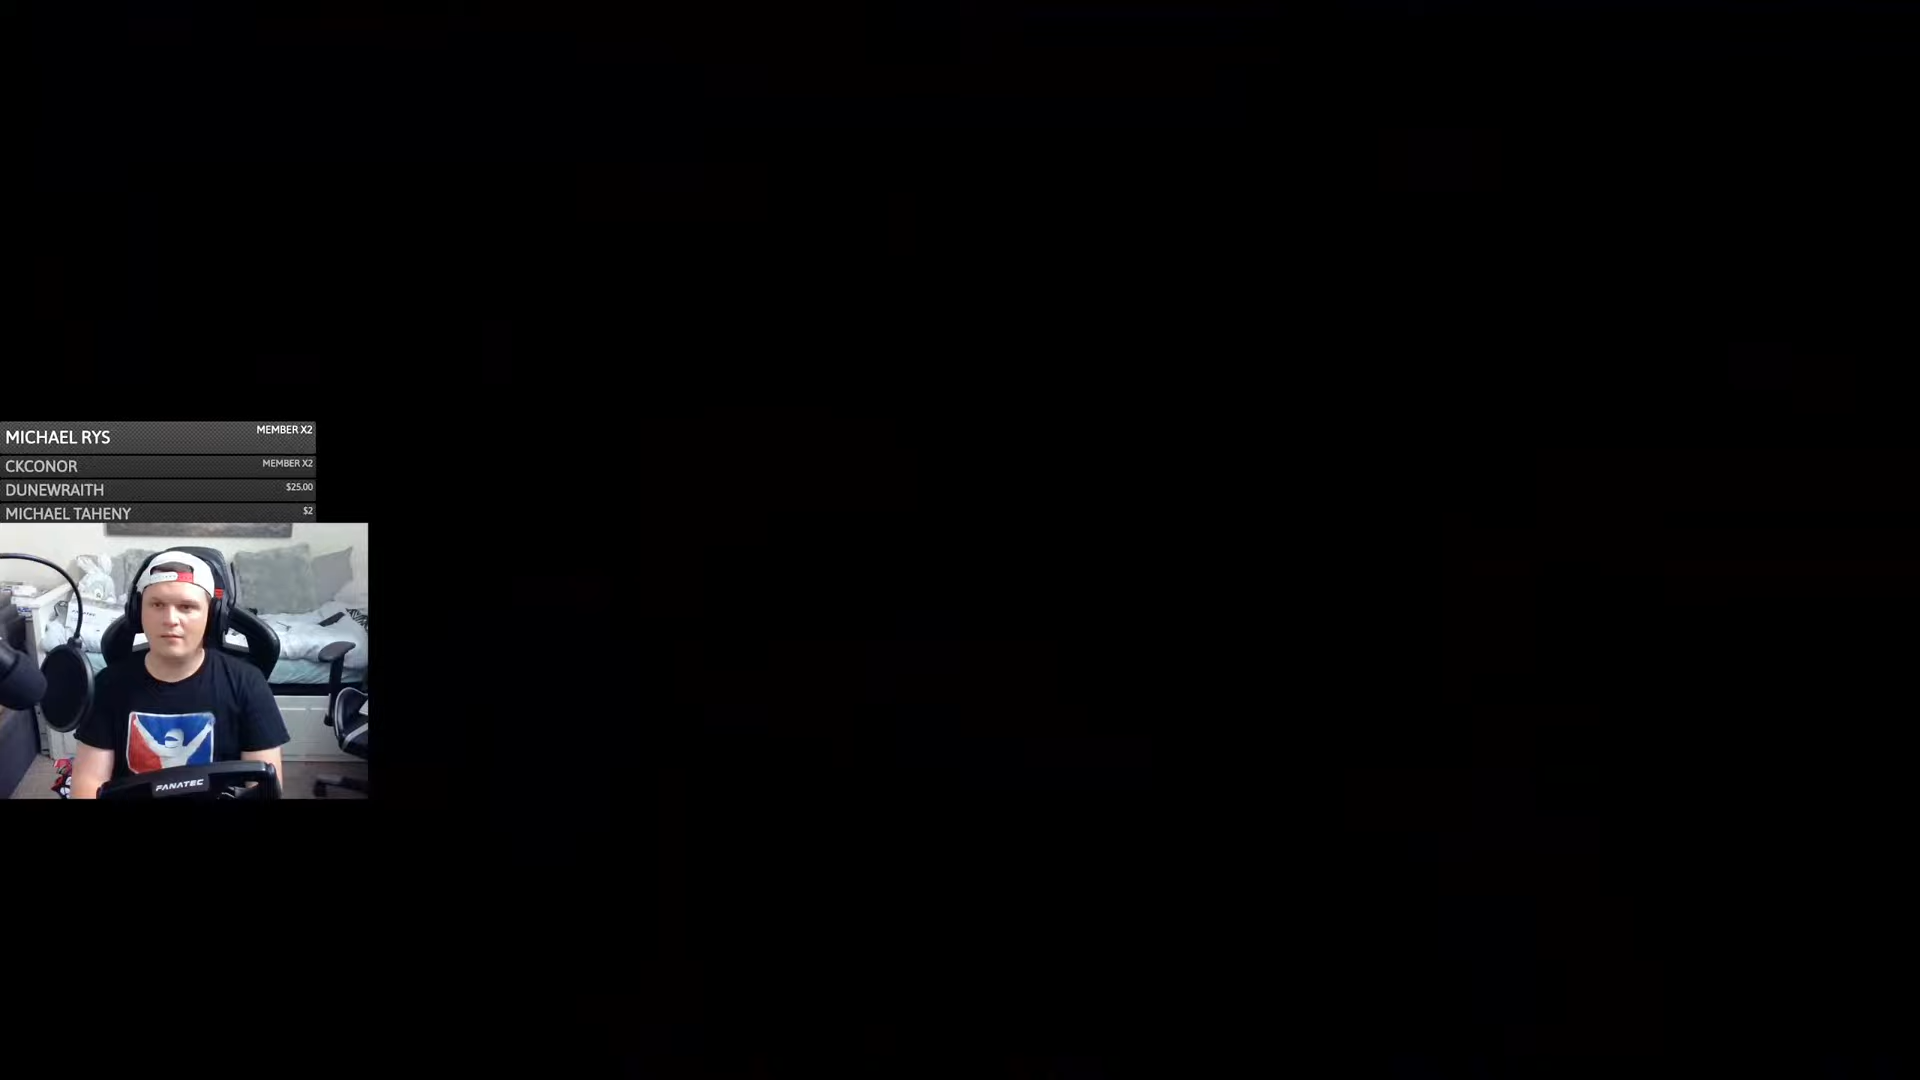 MICHAEL RYS MEMBER X2
CKCONOR MEMBER X2
DUNEWRAITH $25.00
MICHAEL TAHENY $2
FANATEC